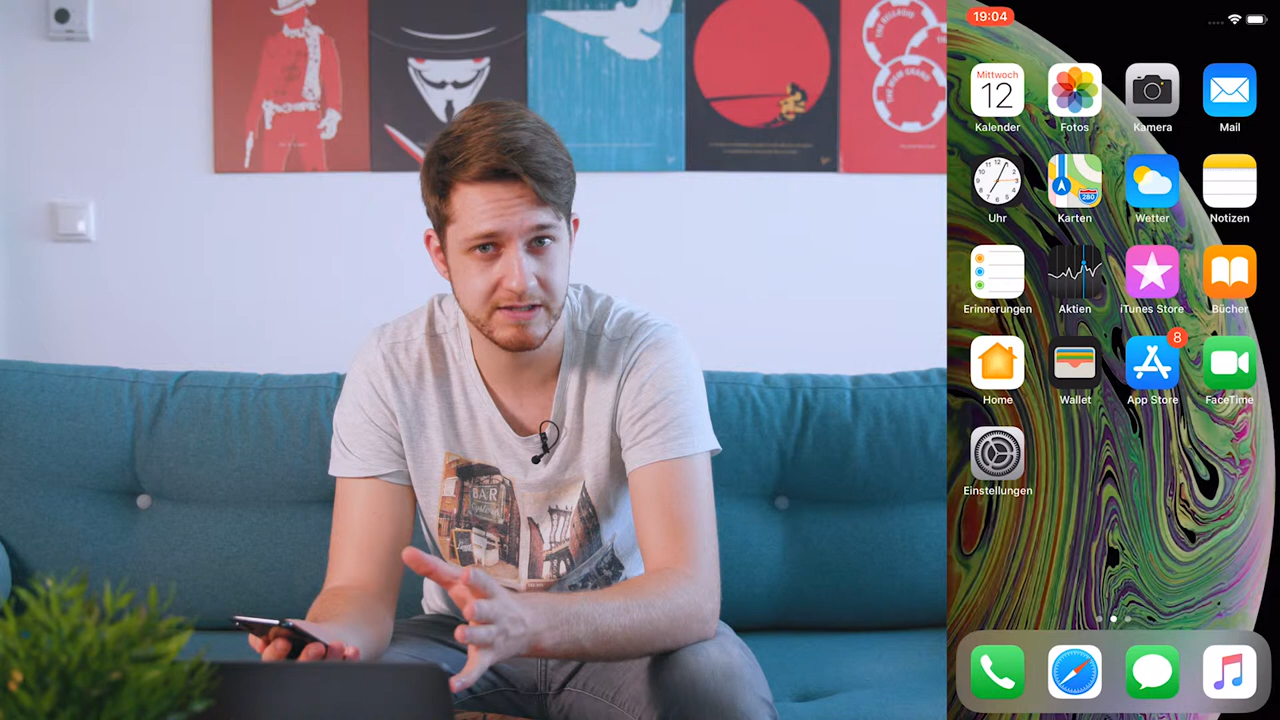 19:04
Mittwoch
12
Kalender
Fotos
Kamera
Mail
Uhr
Karten
280
Wetter
Notizen
Erinnerungen
Aktien
iTunes Store
Bücher
8
Home
Wallet
App Store
FaceTime
Einstellungen
BAR